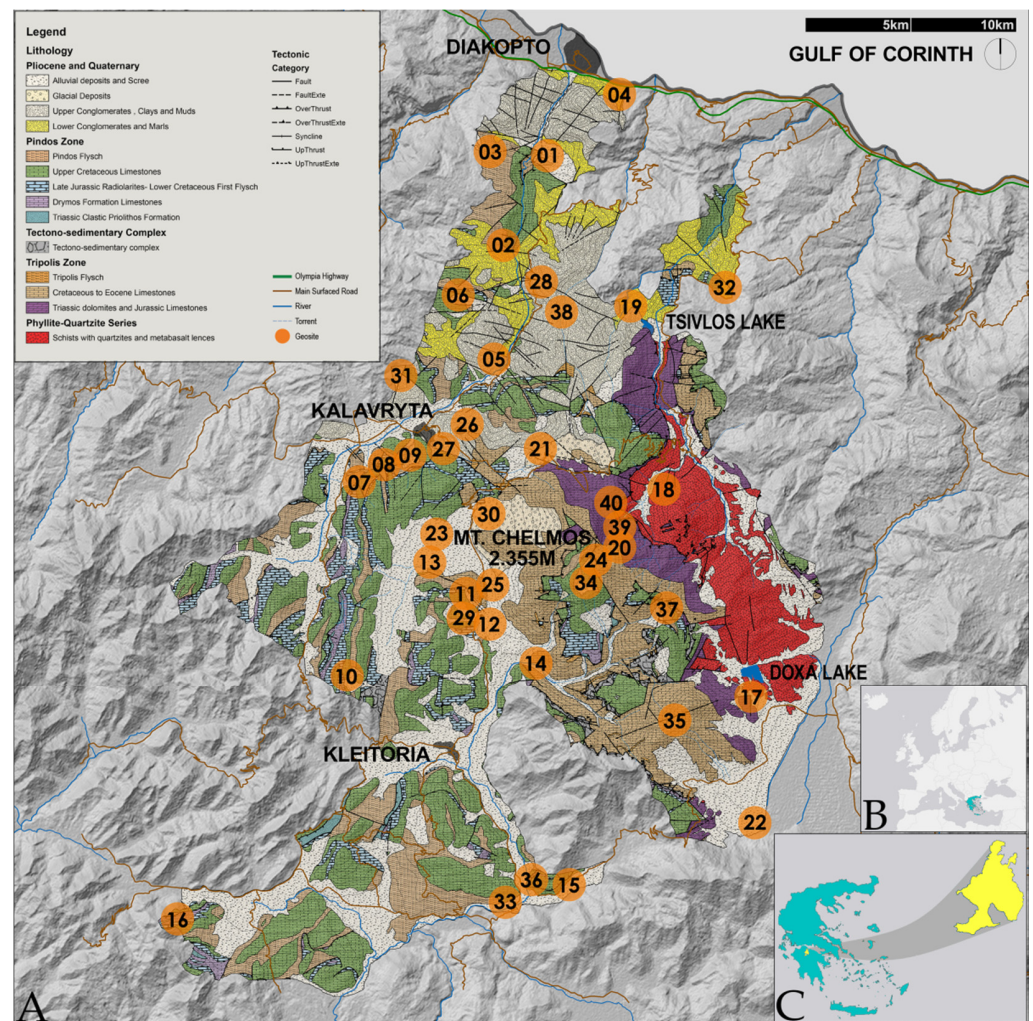 Legend
Lithology
Pliocene and Quaternary
Alluvial deposits and Scree
Glacial Deposits
Upper Conglomerates , Clays and Muds
Lower Conglomerates and Marls
Pindos Zone
Pindos Flysch
Upper Cretaceous Limestones
Late Jurassic Radiolarites- Lower Cretaceous First Flysch
Drymos Formation Limestones
Triassic Clastic Priolithos Formation
Tectono-sedimentary Complex
Tectono-sedimentary complex
Tripolis Zone
Tripolis Flysch
Cretaceous to Eocene Limestones
Triassic dolomites and Jurassic Limestones
Phyllite-Quartzite Series
Schists with quartzites and metabasalt lences
Tectonic
Category
Fault
FaultExte
OverThrust
OverThrustExte
Syncline
UpThrust
UpThrustExte
Olympia Highway
Main Surfaced Road
River
Torrent
Geosite
5km
10km
GULF OF CORINTH
DIAKOPTO
04
03
01
02
28
32
06
38
19
TSIVLOS LAKE
05
31
KALAVRYTA
26
27
21
09
08
07
18
40
30
39
23
MT. CHELMOS
2.355M
20
13
24
25
34
11
37
29
12
14
10
DOXA LAKE
17
35
KLEITORIA
22
36
15
33
16
A
B
C